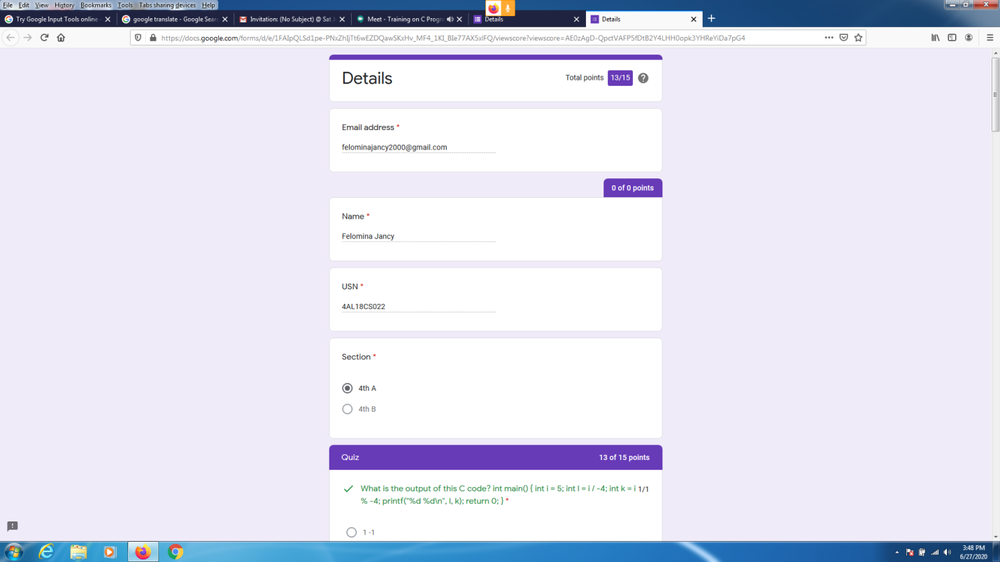 File Edit View History Bookmarks Tools Tabs sharing devices Help
Try Google Input Tools online - google translate - Google Sear Invitation: (No Subject) @ Sat Meet - Training on C Progra Details Details
https://docs.google.com/forms/d/e/1FAIpQLSd1pe-PNxZhIjTt6wEZDQawSKxHv_MF4_1KI_BIe77AX5xlFQ/viewscore?viewscore=AE0zAgD-QpctVAFP5fDtB2Y4LHH0opk3YHReYiDa7pG4
Details
Total points 13/15
Email address *
felominajancy2000@gmail.com
0 of 0 points
Name *
Felomina Jancy
USN *
4AL18CS022
Section *
4th A
4th B
Quiz 13 of 15 points
What is the output of this C code? int main() { int i = 5; int l = i / -4; int k = i 1/1
% -4; printf("%d %d\n", l, k); return 0; } *
1 -1
3:48 PM
6/27/2020